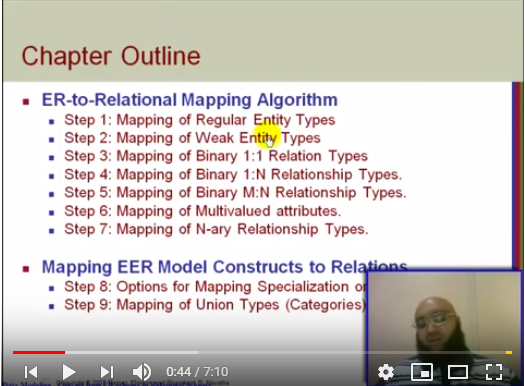 Chapter Outline
ER-to-Relational Mapping Algorithm
Step 1: Mapping of Regular Entity Types
Step 2: Mapping of Weak Entity Types
Step 3: Mapping of Binary 1:1 Relation Types
Step 4: Mapping of Binary 1:N Relationship Types.
Step 5: Mapping of Binary M:N Relationship Types.
Step 6: Mapping of Multivalued attributes.
Step 7: Mapping of N-ary Relationship Types.
Mapping EER Model Constructs to Relations
Step 8: Options for Mapping Specialization or
Step 9: Mapping of Union Types (Categories)
0:44 / 7:10